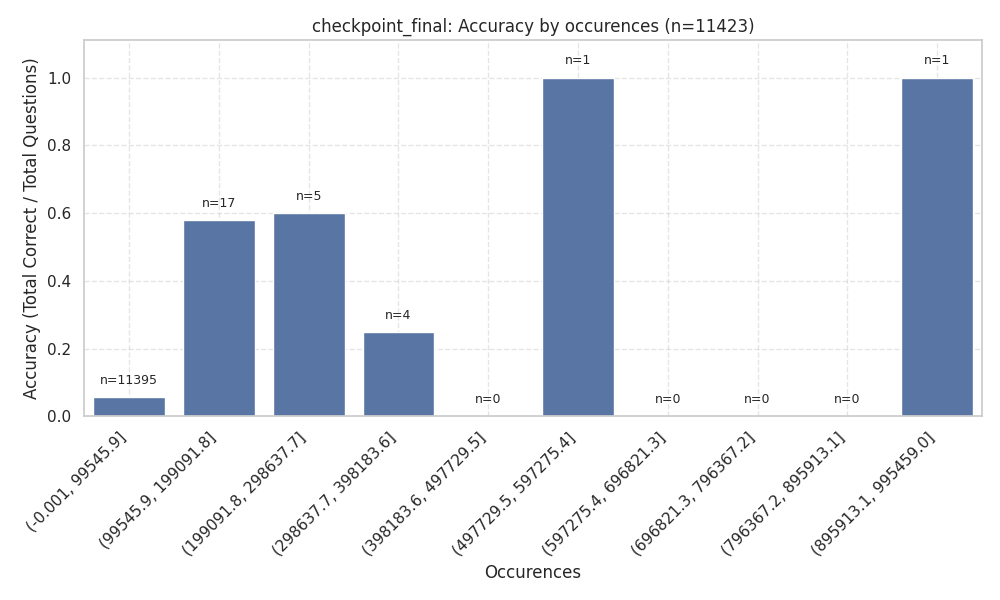 checkpoint_final: Accuracy by occurences (n=11423)
Accuracy (Total Correct / Total Questions)
1.0
0.8
0.6
0.4
0.2
0.0
n=11395
n=17
n=5
n=4
n=0
n=1
n=0
n=0
n=0
n=1
(-0.001, 99545.9]
(99545.9, 199091.8]
(199091.8, 298637.7]
(298637.7, 398183.6]
(398183.6, 497729.5]
(497729.5, 597275.4]
(597275.4, 696821.3]
(696821.3, 796367.2]
(796367.2, 895913.1]
(895913.1, 995459.0]
Occurences